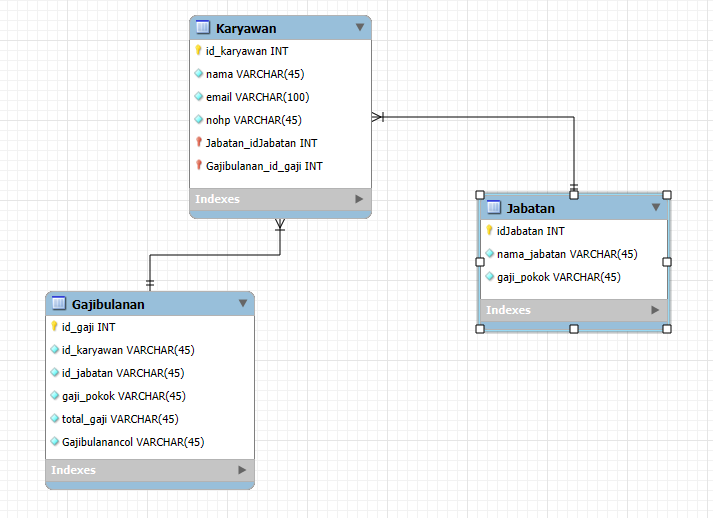 Karyawan
id_karyawan INT
nama VARCHAR(45)
email VARCHAR(100)
nohp VARCHAR(45)
Jabatan_idJabatan INT
Gajibulanan_id_gaji INT
Indexes
Jabatan
idJabatan INT
nama_jabatan VARCHAR(45)
gaji_pokok VARCHAR(45)
Indexes
Gajibulanan
id_gaji INT
id_karyawan VARCHAR(45)
id_jabatan VARCHAR(45)
gaji_pokok VARCHAR(45)
total_gaji VARCHAR(45)
Gajibulanancol VARCHAR(45)
Indexes